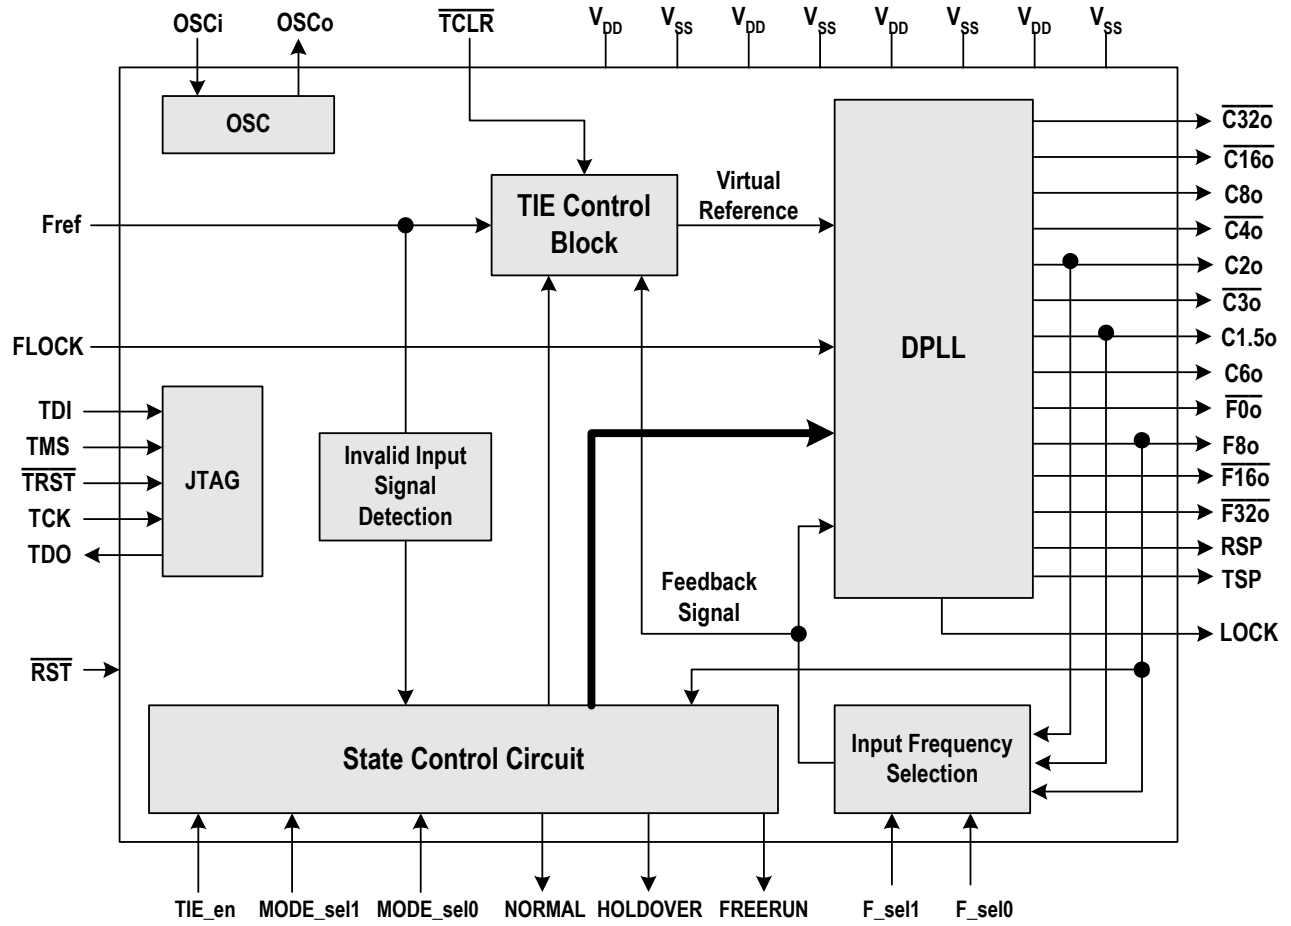 OSCi
OSCo
TCLR
VDD
VSS
VDD
VSS
VDD
VSS
VDD
VSS
OSC
C32o
C16o
C8o
C4o
C2o
C3o
C1.5o
C6o
F0o
F8o
F16o
F32o
RSP
TSP
LOCK
Fref
TIE Control
Block
Virtual
Reference
DPLL
FLOCK
TDI
TMS
TRST
TCK
TDO
JTAG
Invalid Input
Signal
Detection
Feedback
Signal
RST
State Control Circuit
Input Frequency
Selection
TIE_en
MODE_sel1
MODE_sel0
NORMAL
HOLDOVER
FREERUN
F_sel1
F_sel0